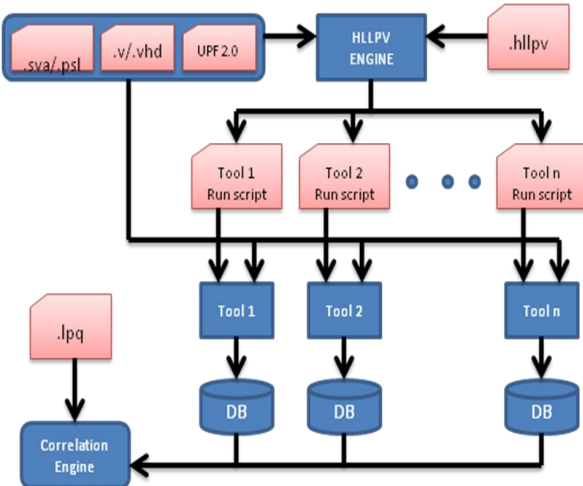 .sva/.psl
.v/.vhd
UPF 2.0
HLLPV
ENGINE
.hllpv
Tool 1
Run script
Tool 2
Run script
Tool n
Run script
Tool 1
Tool 2
Tool n
.lpq
DB
DB
DB
Correlation
Engine